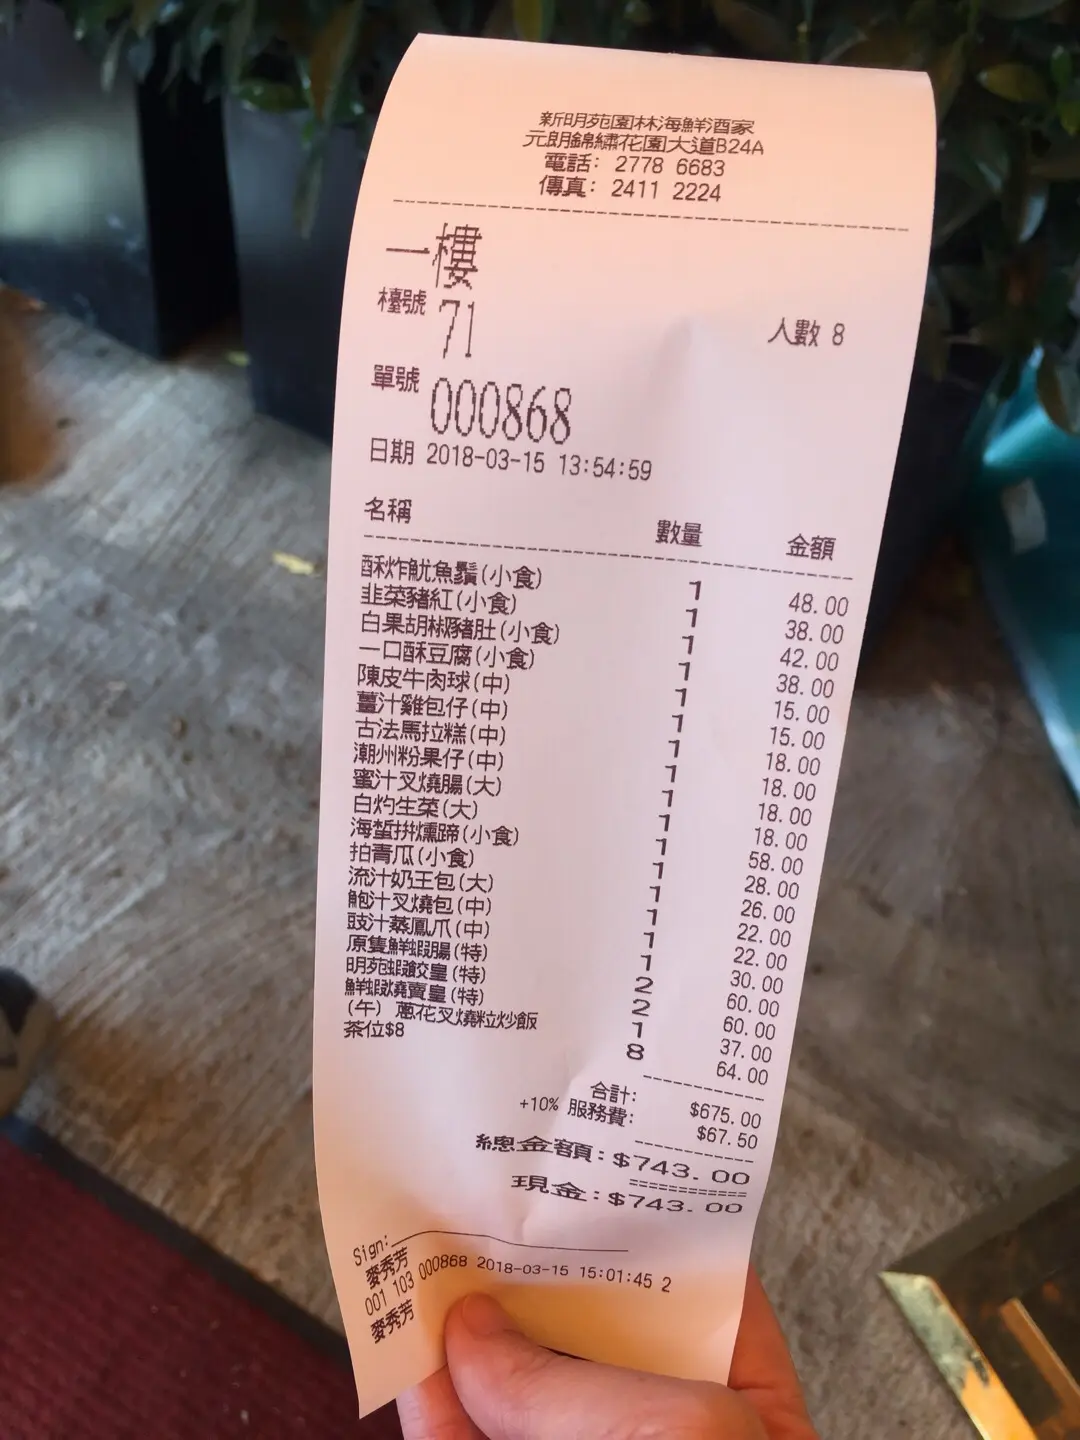 新明苑園林海鮮酒家
元朗錦繡花園大道B24A
電話: 2778 6683
傳真: 2411 2224
一樓
檯號 71 人數 8
單號 000868
日期 2018-03-15 13:54:59
名稱 數量 金額
酥炸魷魚鬚(小食) 1 48.00
韭菜豬紅(小食) 1 38.00
白果胡椒豬肚(小食) 1 42.00
一口酥豆腐(小食) 1 38.00
陳皮牛肉球(中) 1 15.00
薑汁雞包仔(中) 1 15.00
古法馬拉糕(中) 1 18.00
潮州粉果仔(中) 1 18.00
蜜汁叉燒腸(大) 1 18.00
白灼生菜(大) 1 18.00
海蜇拼燻蹄(小食) 1 58.00
拍青瓜(小食) 1 28.00
流汁奶王包(大) 1 26.00
鮑汁叉燒包(中) 1 22.00
豉汁蒸鳳爪(中) 1 22.00
原隻鮮蝦腸(特) 1 30.00
明苑蝦餃皇(特) 2 60.00
鮮蝦燒賣皇(特) 2 60.00
(午) 蔥花叉燒粒炒飯 1 37.00
茶位$8 8 64.00
合計: $675.00
+10% 服務費: $67.50
總金額: $743.00
現金: $743.00
Sign:
麥秀芳
001 103 000868 2018-03-15 15:01:45 2
麥秀芳